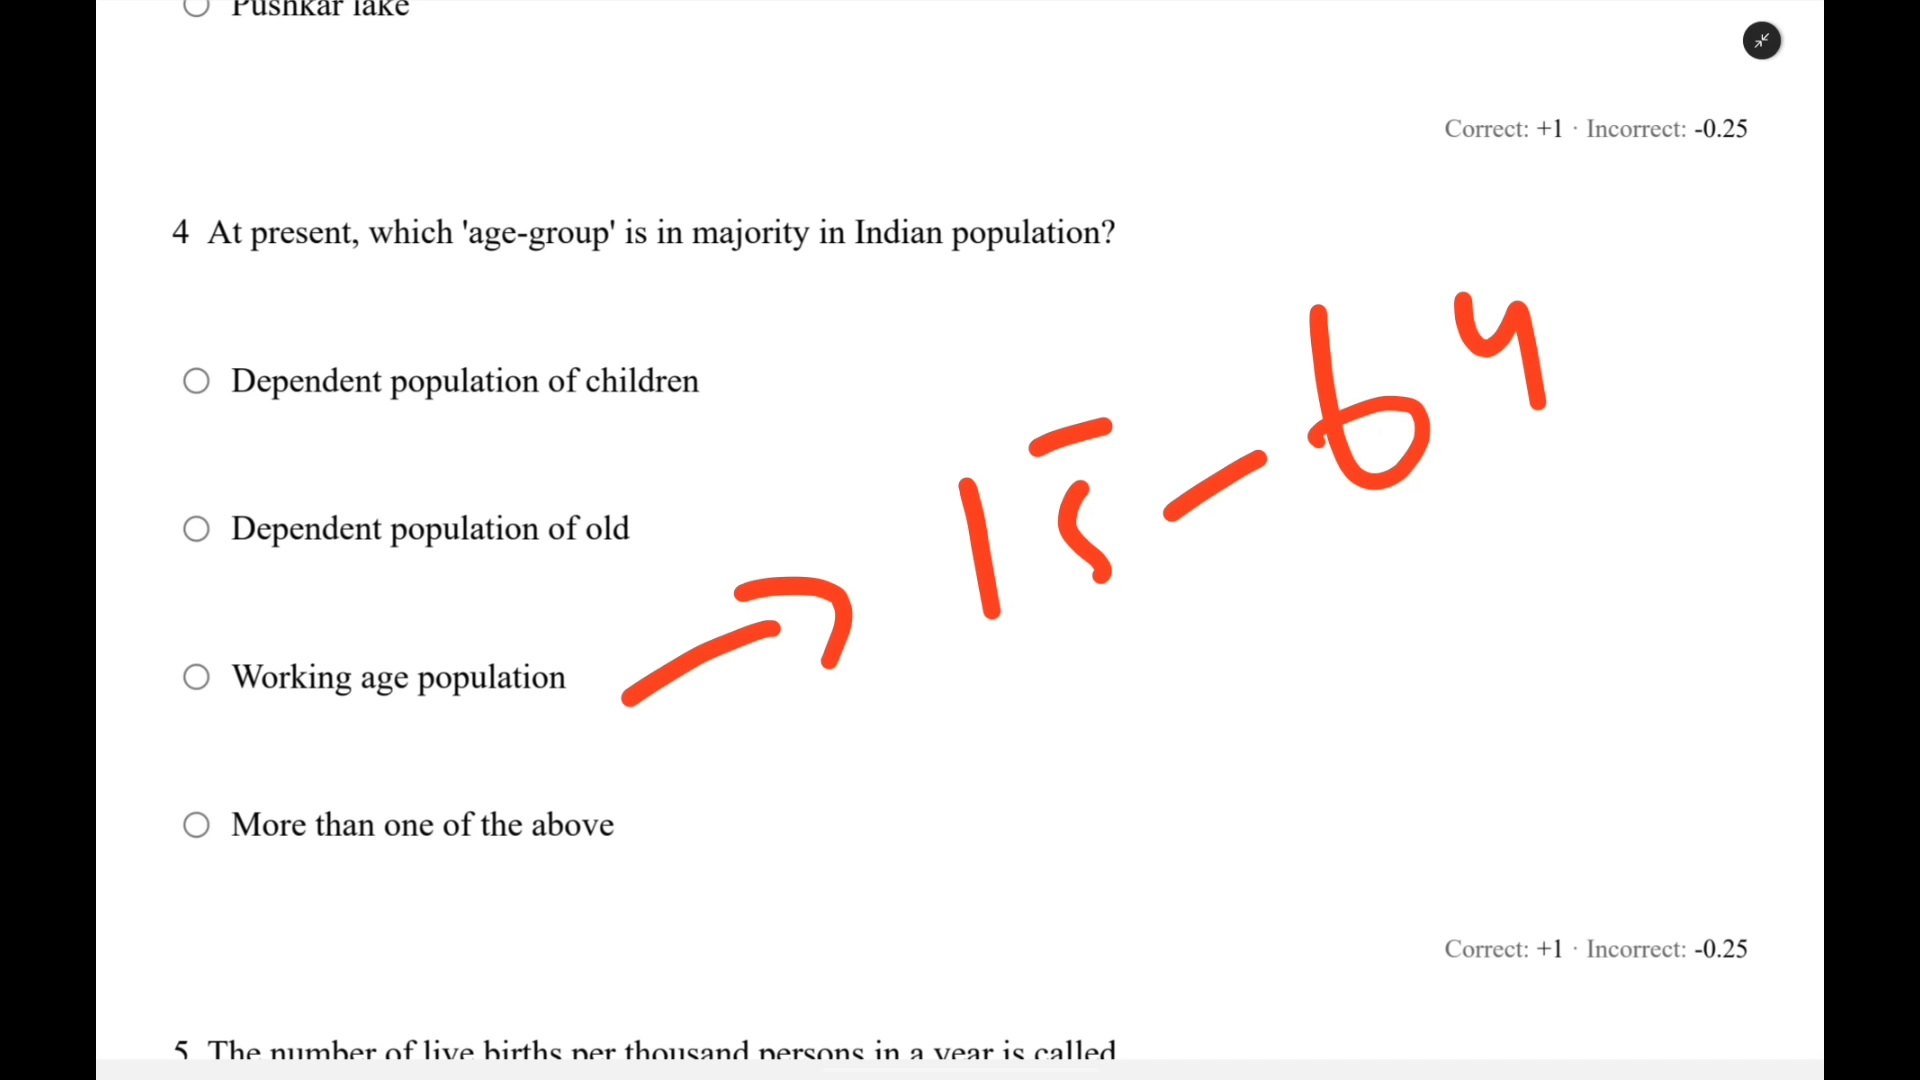 Pushkar lake
Correct: +1 · Incorrect: -0.25
4 At present, which 'age-group' is in majority in Indian population?
Dependent population of children
Dependent population of old
Working age population
15-64
More than one of the above
Correct: +1 · Incorrect: -0.25
5 The number of live births per thousand persons in a year is called